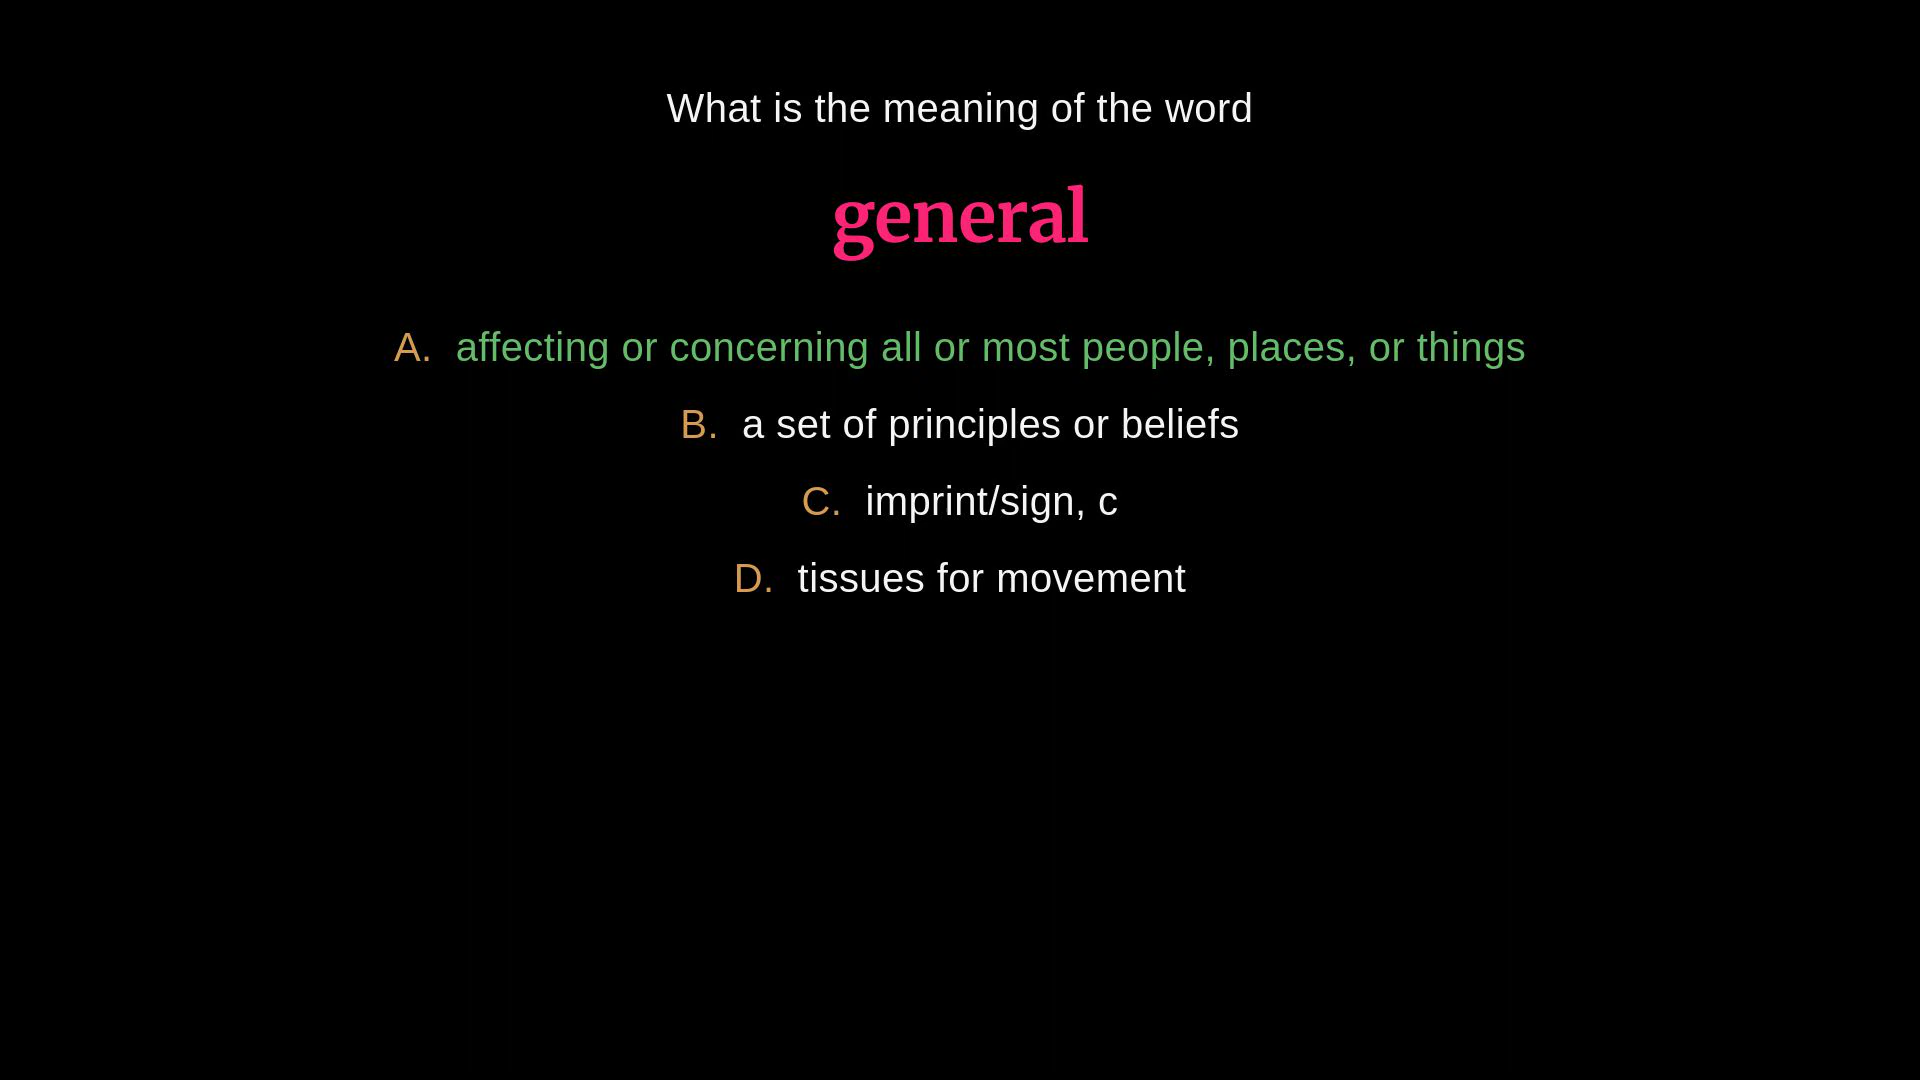 What is the meaning of the word
general
A. affecting or concerning all or most people, places, or things
B. a set of principles or beliefs
C. imprint/sign, c
D. tissues for movement